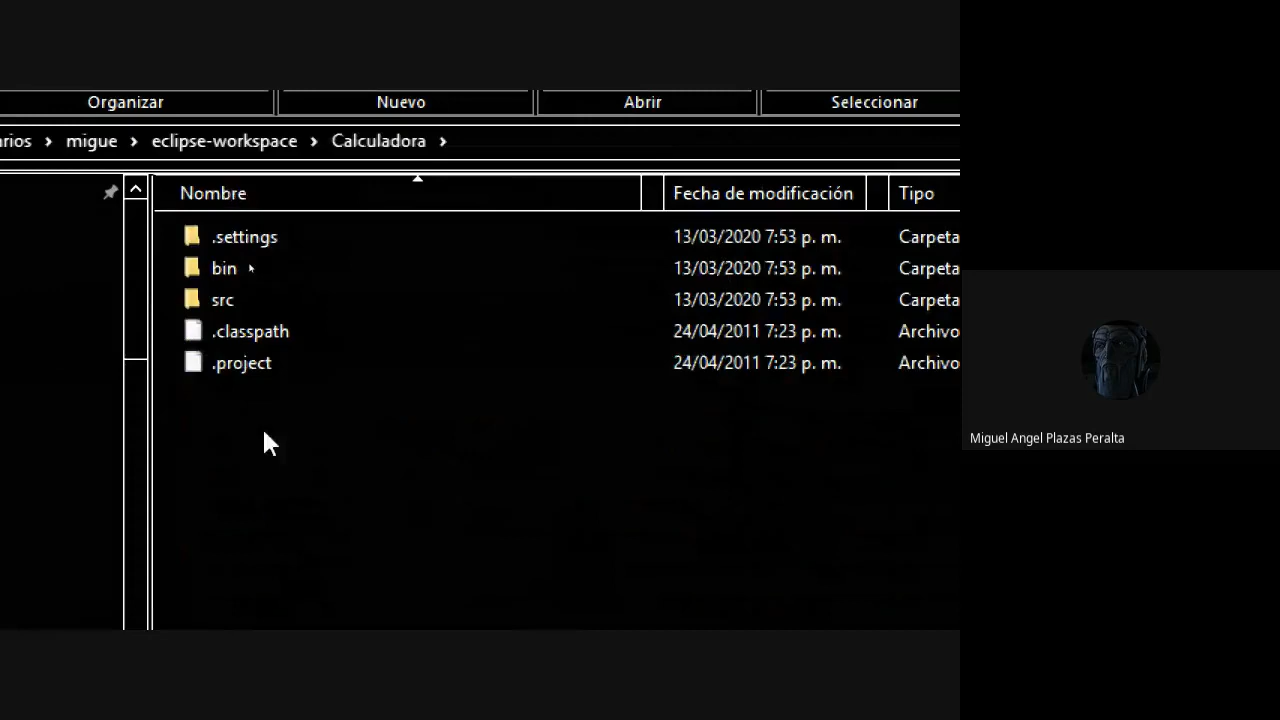 Organizar Nuevo Abrir Seleccionar
arios › migue › eclipse-workspace › Calculadora ›
Nombre Fecha de modificación Tipo
.settings 13/03/2020 7:53 p. m. Carpeta
bin 13/03/2020 7:53 p. m. Carpeta
src 13/03/2020 7:53 p. m. Carpeta
.classpath 24/04/2011 7:23 p. m. Archivo
.project 24/04/2011 7:23 p. m. Archivo
Miguel Angel Plazas Peralta